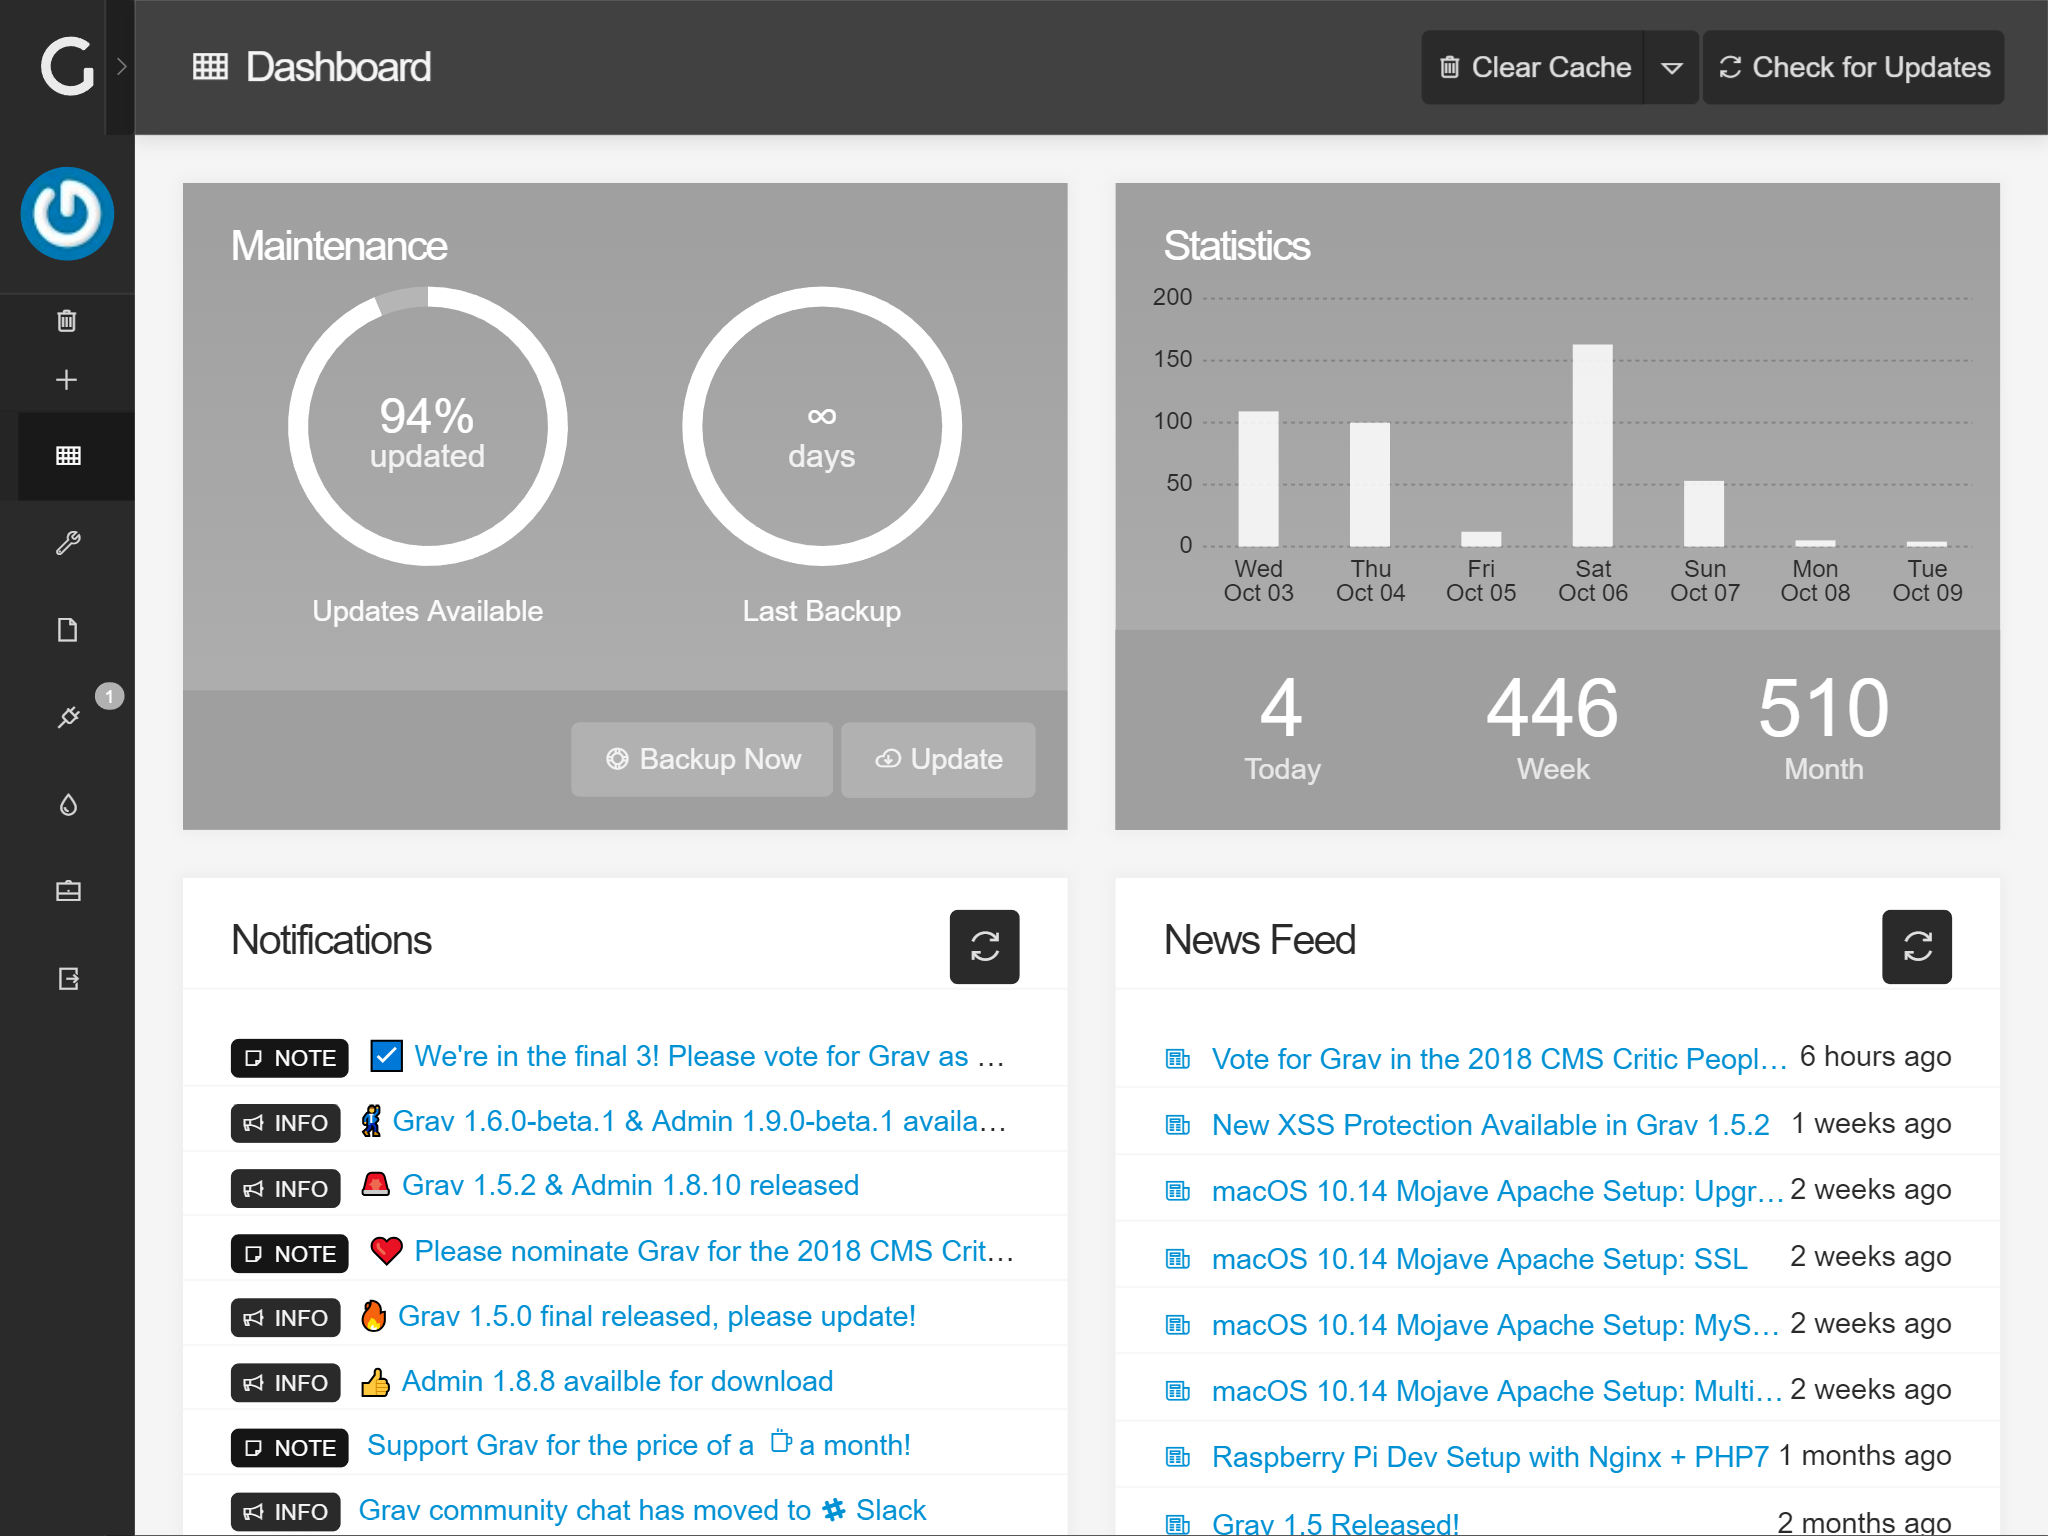 Dashboard
Clear Cache
Check for Updates
Maintenance
94%
updated
Updates Available
∞
days
Last Backup
Backup Now
Update
Statistics
200
150
100
50
0
Wed Oct 03
Thu Oct 04
Fri Oct 05
Sat Oct 06
Sun Oct 07
Mon Oct 08
Tue Oct 09
4
Today
446
Week
510
Month
1
Notifications
NOTE We're in the final 3! Please vote for Grav as …
INFO Grav 1.6.0-beta.1 & Admin 1.9.0-beta.1 availa…
INFO Grav 1.5.2 & Admin 1.8.10 released
NOTE Please nominate Grav for the 2018 CMS Crit…
INFO Grav 1.5.0 final released, please update!
INFO Admin 1.8.8 availble for download
NOTE Support Grav for the price of a a month!
INFO Grav community chat has moved to Slack
News Feed
Vote for Grav in the 2018 CMS Critic Peopl… 6 hours ago
New XSS Protection Available in Grav 1.5.2 1 weeks ago
macOS 10.14 Mojave Apache Setup: Upgr… 2 weeks ago
macOS 10.14 Mojave Apache Setup: SSL 2 weeks ago
macOS 10.14 Mojave Apache Setup: MyS… 2 weeks ago
macOS 10.14 Mojave Apache Setup: Multi… 2 weeks ago
Raspberry Pi Dev Setup with Nginx + PHP7 1 months ago
Grav 1.5 Released! 2 months ago